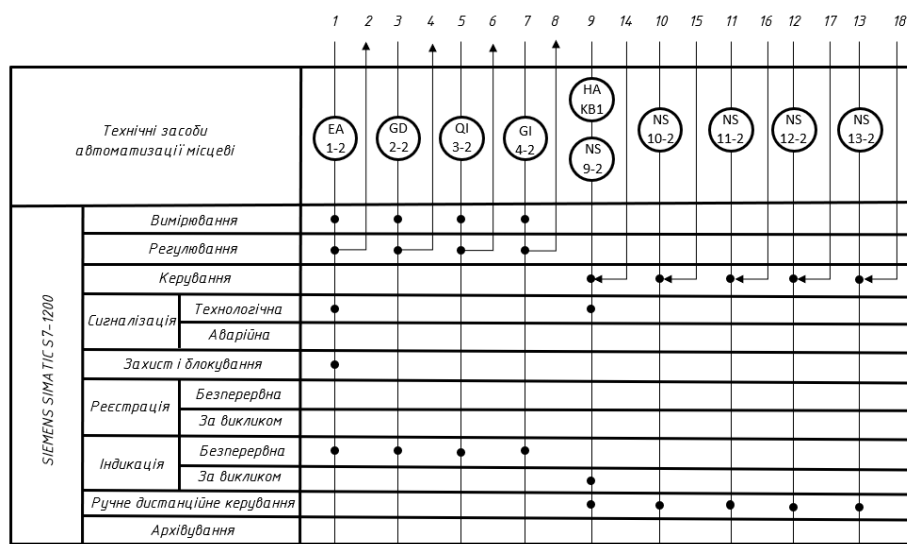 1 2 3 4 5 6 7 8 9 14 10 15 11 16 12 17 13 18
Технічні засоби
автоматизації місцеві
EA
1-2
GD
2-2
QI
3-2
GI
4-2
HA
KB1
NS
9-2
NS
10-2
NS
11-2
NS
12-2
NS
13-2
SIEMENS SIMATIC S7-1200
Вимірювання
Регулювання
Керування
Сигналізація
Технологічна
Аварійна
Захист і блокування
Реєстрація
Безперервна
За викликом
Індикація
Безперервна
За викликом
Ручне дистанційне керування
Архівування